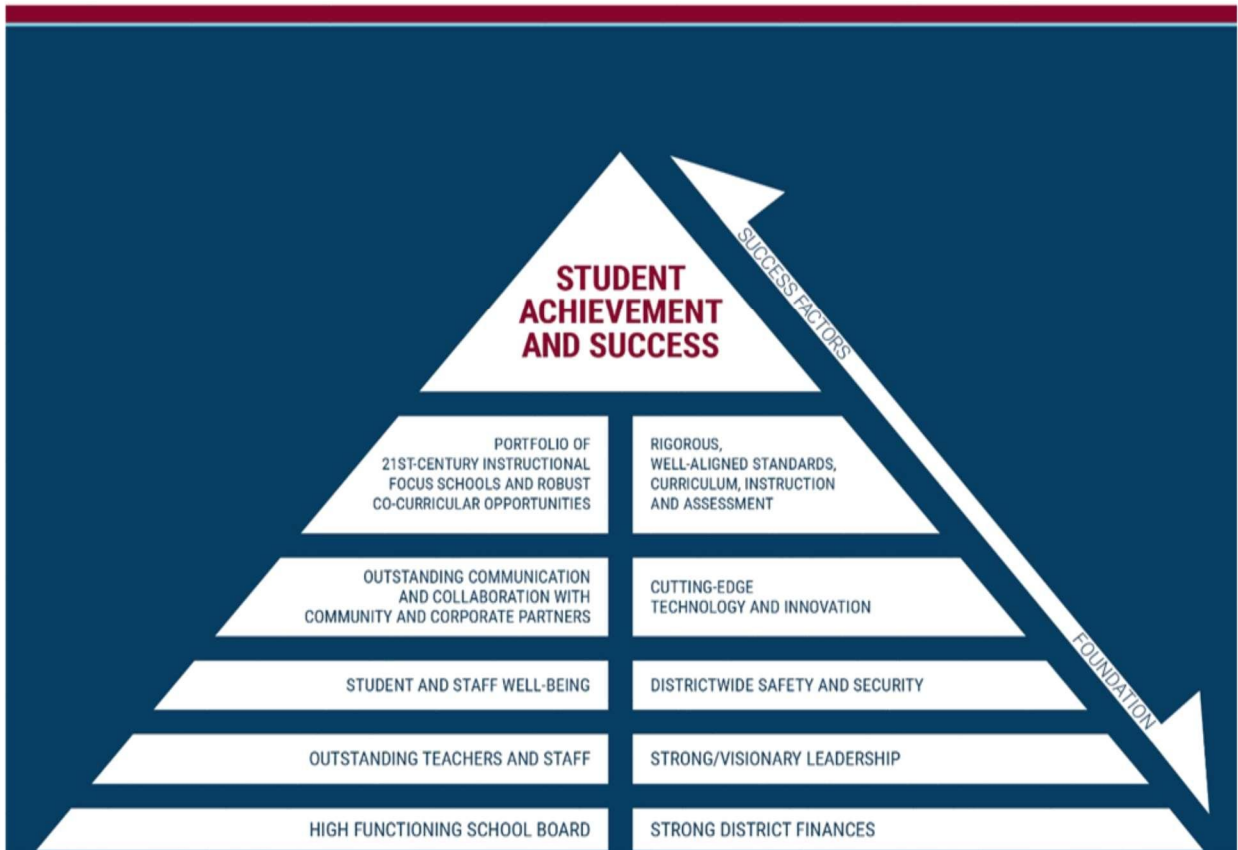 STUDENT
ACHIEVEMENT
AND SUCCESS
SUCCESS FACTORS
PORTFOLIO OF
21ST-CENTURY INSTRUCTIONAL
FOCUS SCHOOLS AND ROBUST
CO-CURRICULAR OPPORTUNITIES
RIGOROUS,
WELL-ALIGNED STANDARDS,
CURRICULUM, INSTRUCTION
AND ASSESSMENT
OUTSTANDING COMMUNICATION
AND COLLABORATION WITH
COMMUNITY AND CORPORATE PARTNERS
CUTTING-EDGE
TECHNOLOGY AND INNOVATION
FOUNDATION
STUDENT AND STAFF WELL-BEING
DISTRICTWIDE SAFETY AND SECURITY
OUTSTANDING TEACHERS AND STAFF
STRONG/VISIONARY LEADERSHIP
HIGH FUNCTIONING SCHOOL BOARD
STRONG DISTRICT FINANCES